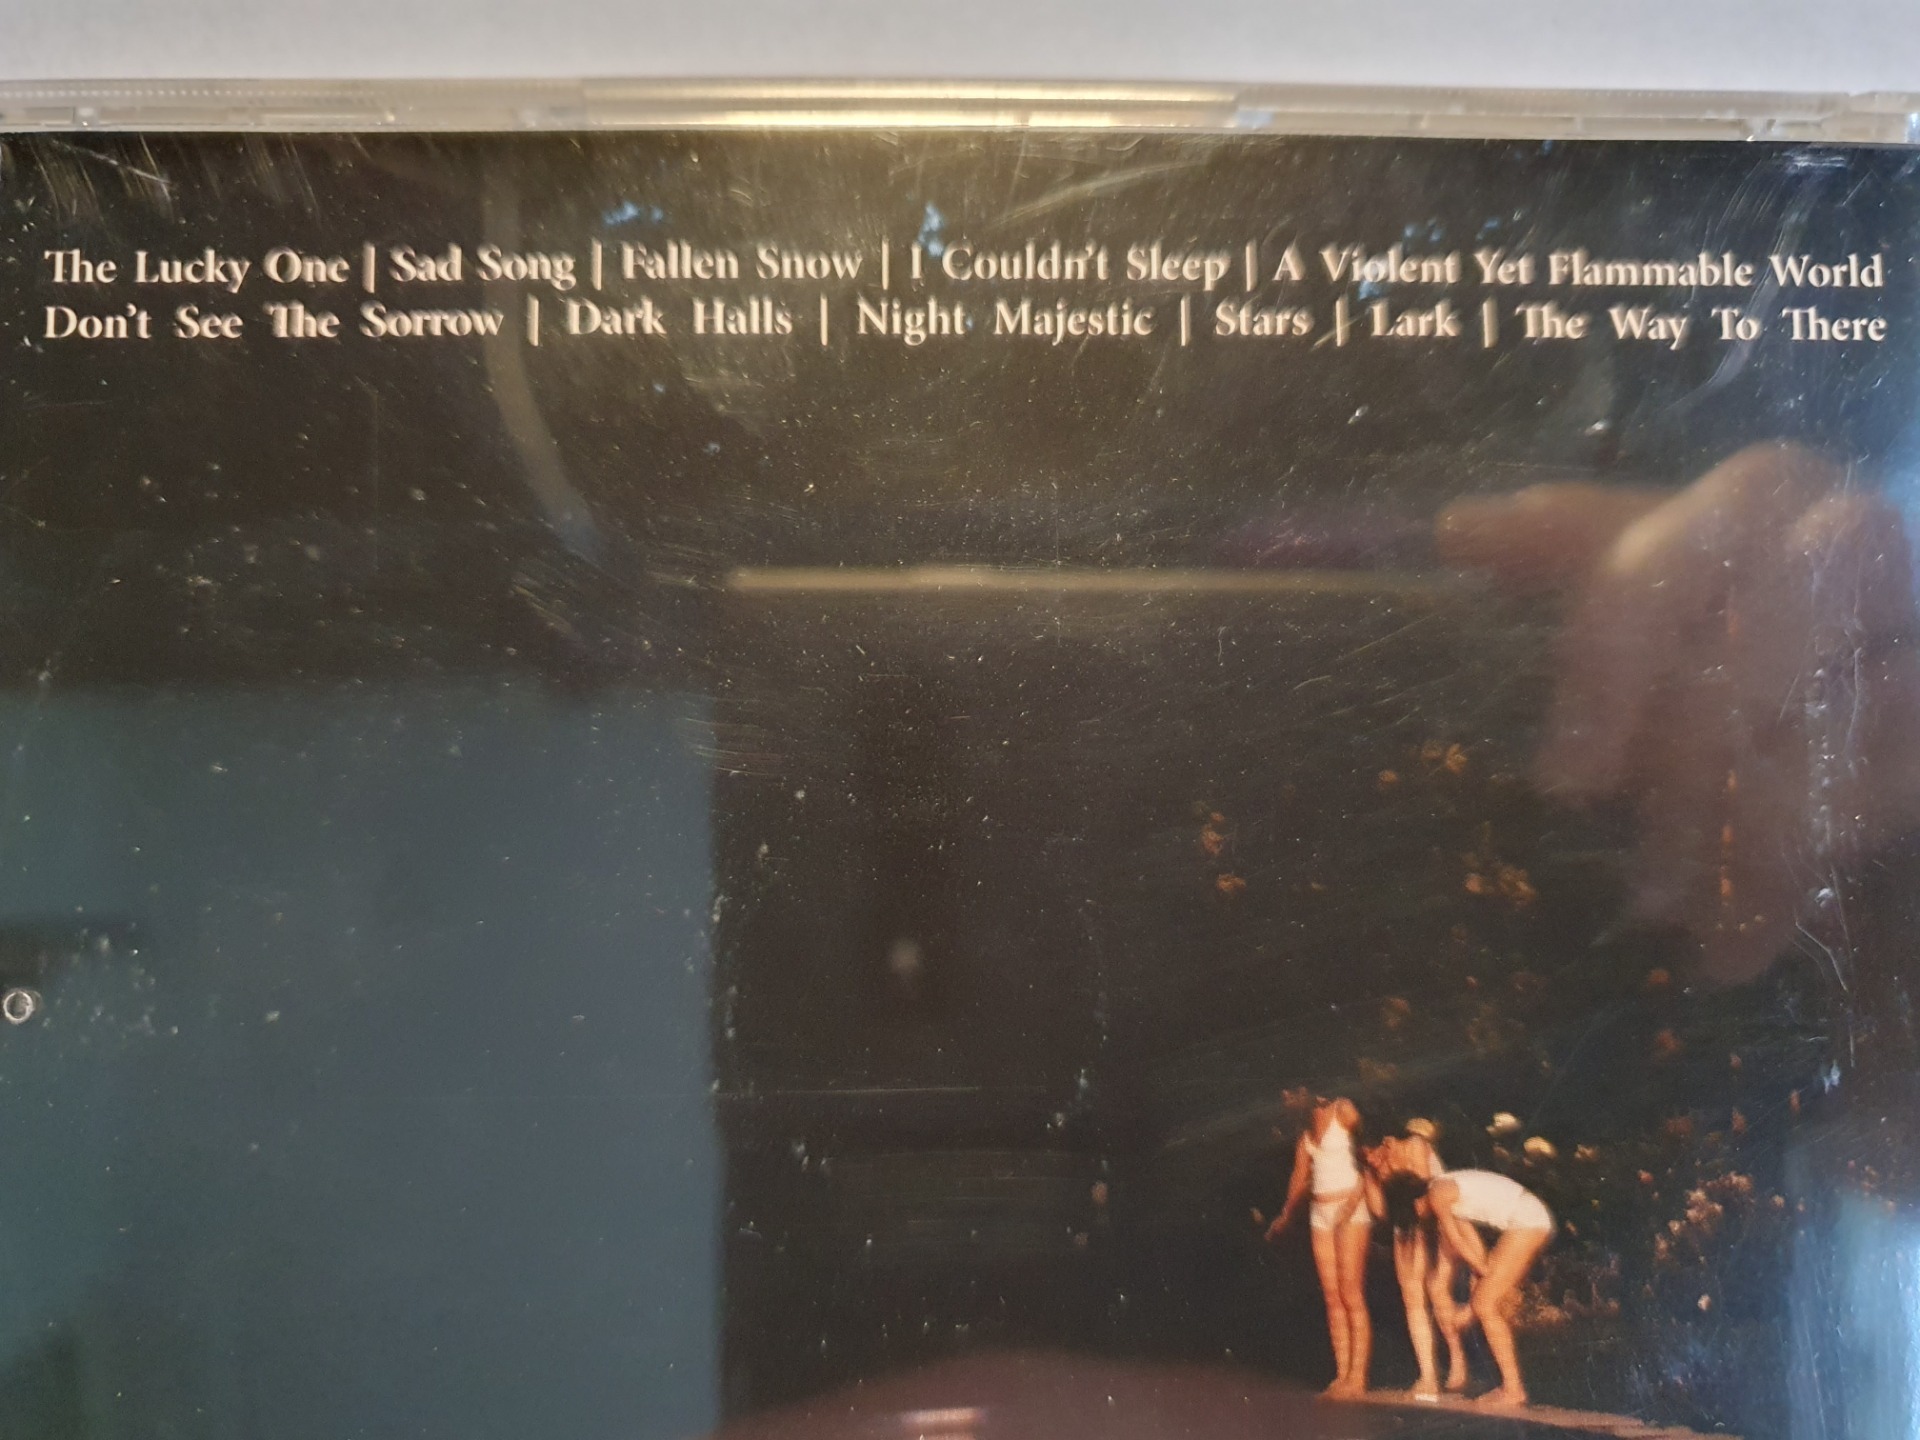 The Lucky One | Sad Song | Fallen Snow | I Couldn't Sleep | A Violent Yet Flammable World
Don't See The Sorrow | Dark Halls | Night Majestic | Stars | Lark | The Way To There